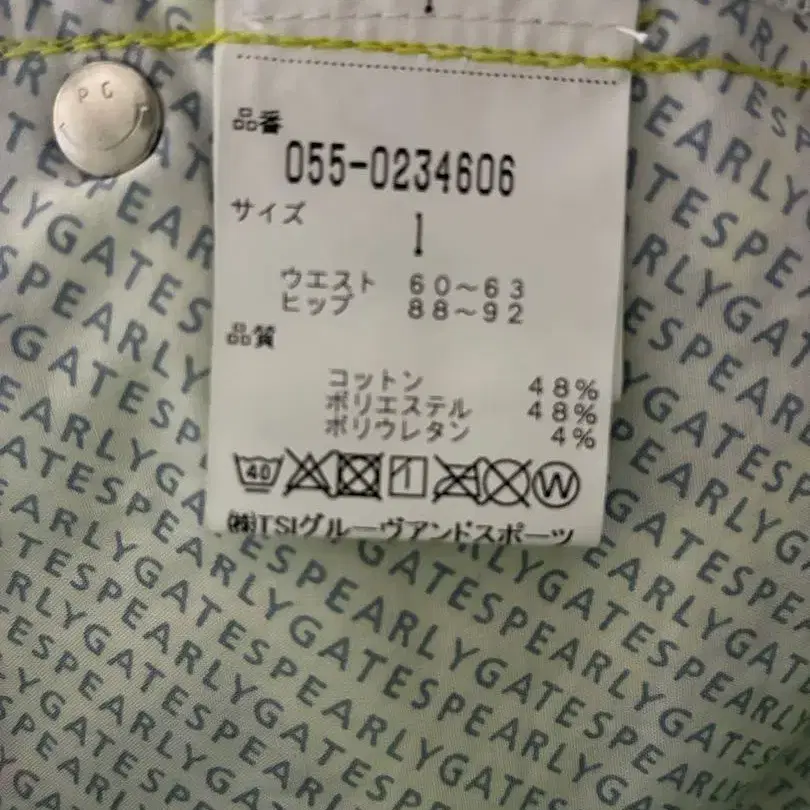 PG
品番
055-0234606
サイズ
1
ウエスト 60～63
ヒップ 88～92
品質
コットン 48%
ポリエステル 48%
ポリウレタン 4%
40 W
㈱TSIグルーヴアンドスポーツ
PEARLYGATES